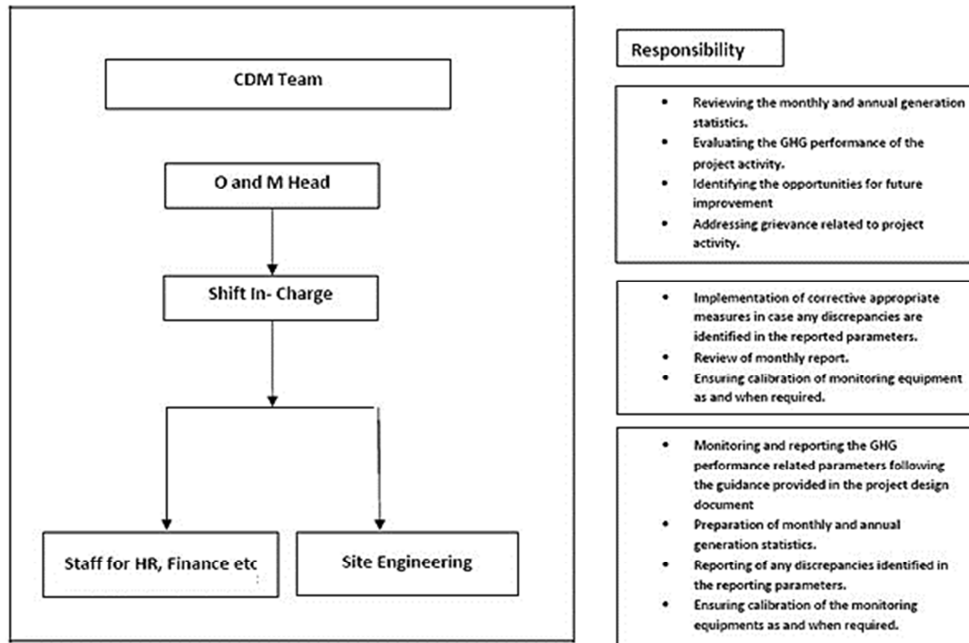 CDM Team
O and M Head
Shift In- Charge
Staff for HR, Finance etc
Site Engineering
Responsibility
• Reviewing the monthly and annual generation
statistics.
• Evaluating the GHG performance of the
project activity.
• Identifying the opportunities for future
improvement
• Addressing grievance related to project
activity.
• Implementation of corrective appropriate
measures in case any discrepancies are
identified in the reported parameters.
• Review of monthly report.
• Ensuring calibration of monitoring equipment
as and when required.
• Monitoring and reporting the GHG
performance related parameters following
the guidance provided in the project design
document
• Preparation of monthly and annual
generation statistics.
• Reporting of any discrepancies identified in
the reporting parameters.
• Ensuring calibration of the monitoring
equipments as and when required.